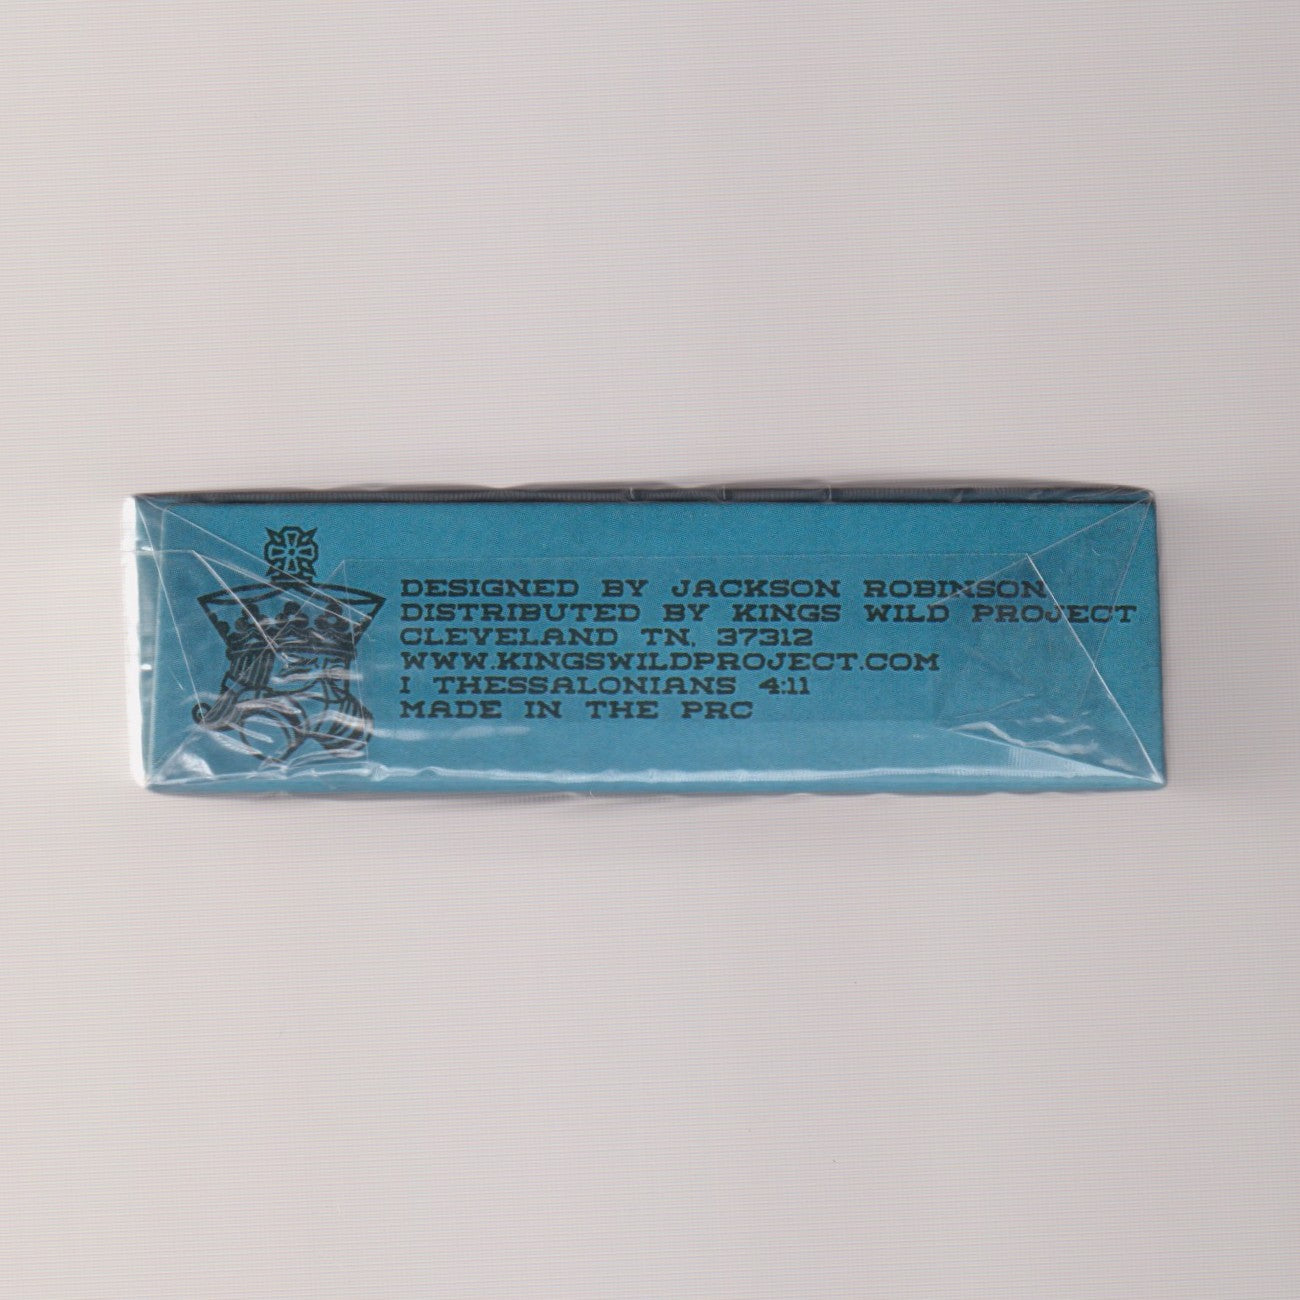 DESIGNED BY JACKSON ROBINSON
DISTRIBUTED BY KINGS WILD PROJECT
CLEVELAND TN, 37312
WWW.KINGSWILDPROJECT.COM
I THESSALONIANS 4:11
MADE IN THE PRC